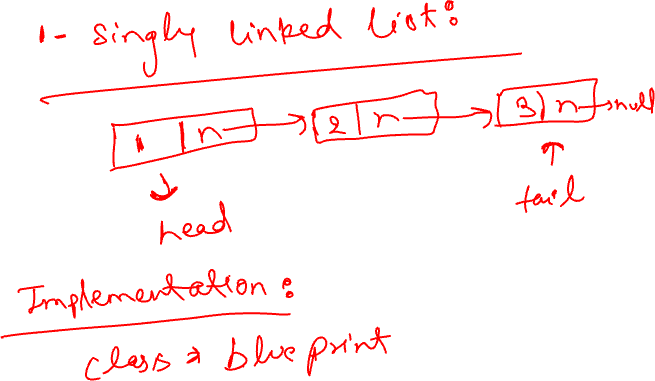 1- Singly linked list:
1 n 2 n 3 n null
head
tail
Implementation:
class → blue print